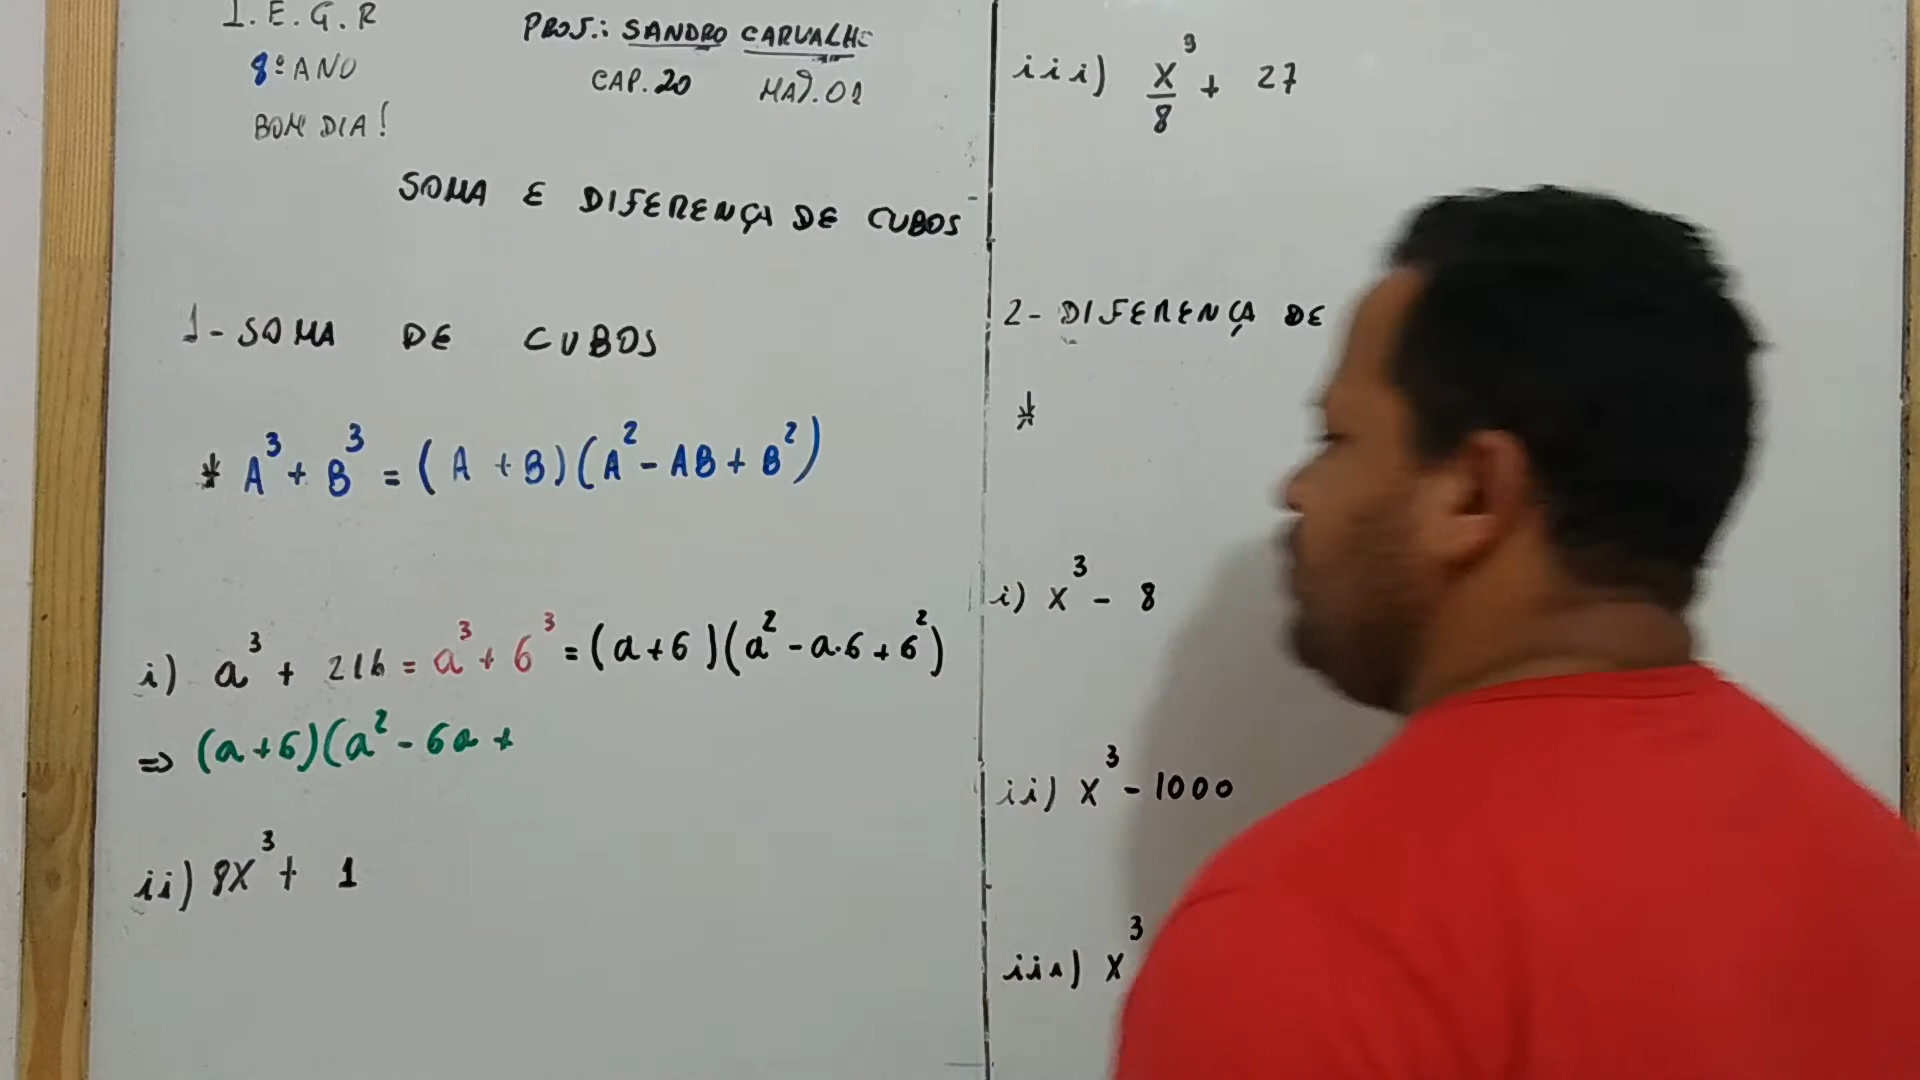 I.E.G.R
8º ANO
BOM DIA!
PROF.: SANDRO CARVALHO
CAP. 20 MAT. 01
SOMA E DIFERENÇA DE CUBOS
1- SOMA DE CUBOS
* A³ + B³ = (A + B)(A² - AB + B²)
i) a³ + 216 = a³ + 6³ = (a + 6)(a² - a·6 + 6²)
⇒ (a + 6)(a² - 6a +
ii) 8X³ + 1
iii) X³/8 + 27
2- DIFERENÇA DE
*
i) X³ - 8
ii) X³ - 1000
iii) X³